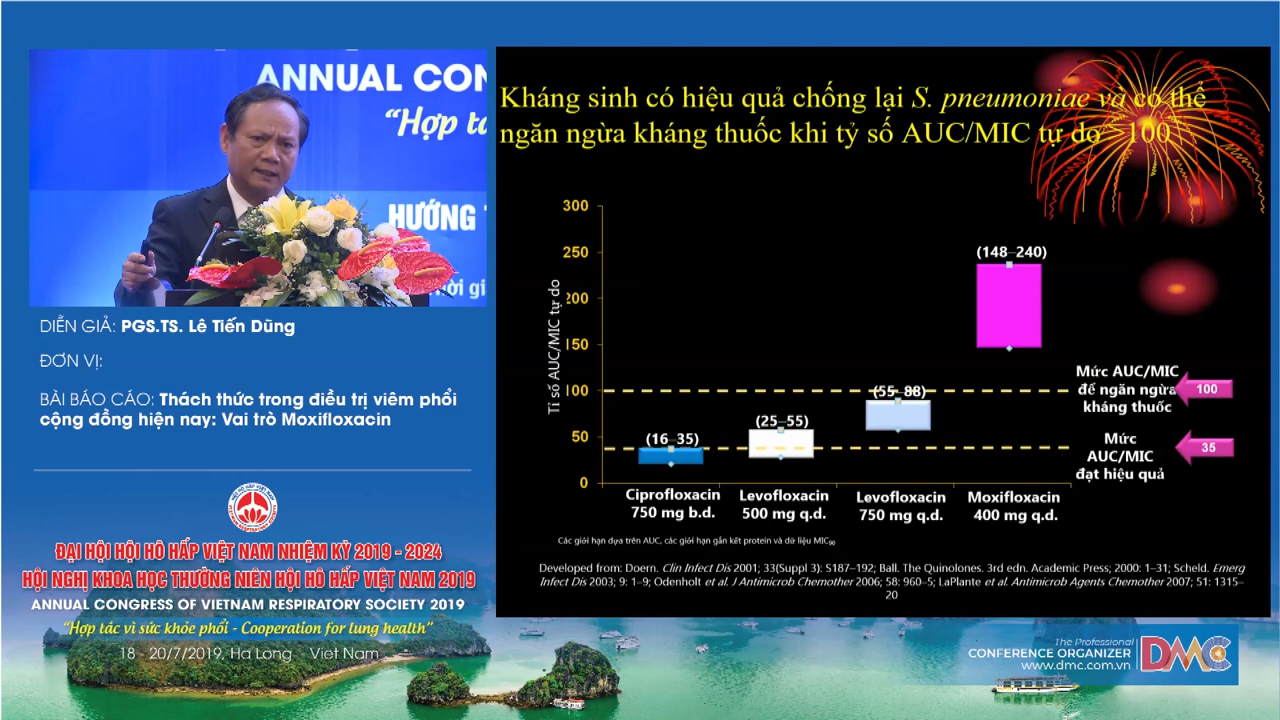 ANNUAL CON
“Hợp tá
HƯỚNG T
ời gi
DIỄN GIẢ: PGS.TS. Lê Tiến Dũng
ĐƠN VỊ:
BÀI BÁO CÁO: Thách thức trong điều trị viêm phổi
cộng đồng hiện nay: Vai trò Moxifloxacin
ĐẠI HỘI HỘI HÔ HẤP VIỆT NAM NHIỆM KỲ 2019 - 2024
HỘI NGHỊ KHOA HỌC THƯỜNG NIÊN HỘI HÔ HẤP VIỆT NAM 2019
ANNUAL CONGRESS OF VIETNAM RESPIRATORY SOCIETY 2019
“Hợp tác vì sức khỏe phổi - Cooperation for lung health”
18 - 20/7/2019, Ha Long Viet Nam
Kháng sinh có hiệu quả chống lại S. pneumoniae và có thể
ngăn ngừa kháng thuốc khi tỷ số AUC/MIC tự do >100
Tỉ số AUC/MIC tự do
300
250
200
150
100
50
0
(16–35)
(25–55)
(55–88)
(148–240)
Ciprofloxacin
750 mg b.d.
Levofloxacin
500 mg q.d.
Levofloxacin
750 mg q.d.
Moxifloxacin
400 mg q.d.
Mức AUC/MIC
để ngăn ngừa
kháng thuốc
100
Mức
AUC/MIC
đạt hiệu quả
35
Các giới hạn dựa trên AUC, các giới hạn gắn kết protein và dữ liệu MIC90
Developed from: Doern. Clin Infect Dis 2001; 33(Suppl 3): S187–192; Ball. The Quinolones. 3rd edn. Academic Press; 2000: 1–31; Scheld. Emerg
Infect Dis 2003; 9: 1–9; Odenholt et al. J Antimicrob Chemother 2006; 58: 960–5; LaPlante et al. Antimicrob Agents Chemother 2007; 51: 1315–
20
The Professional
CONFERENCE ORGANIZER
www.dmc.com.vn
DMC